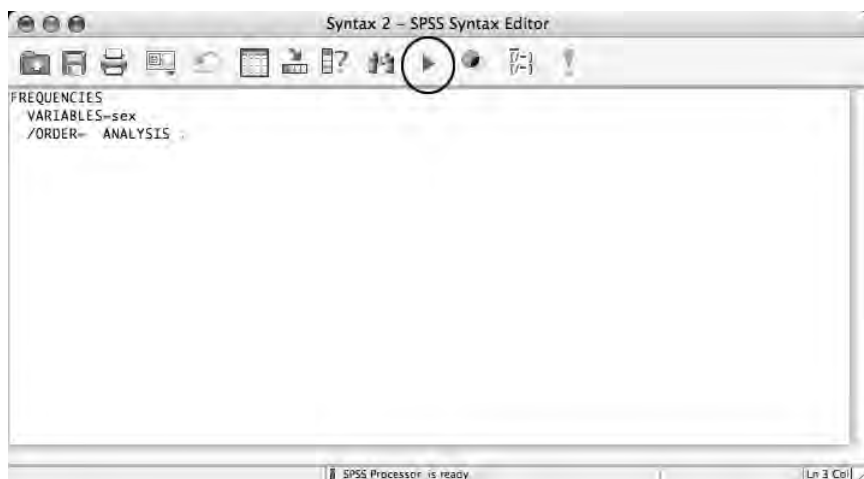 Syntax 2 – SPSS Syntax Editor
FREQUENCIES
VARIABLES=sex
/ORDER= ANALYSIS .
SPSS Processor is ready
Ln 3 Col